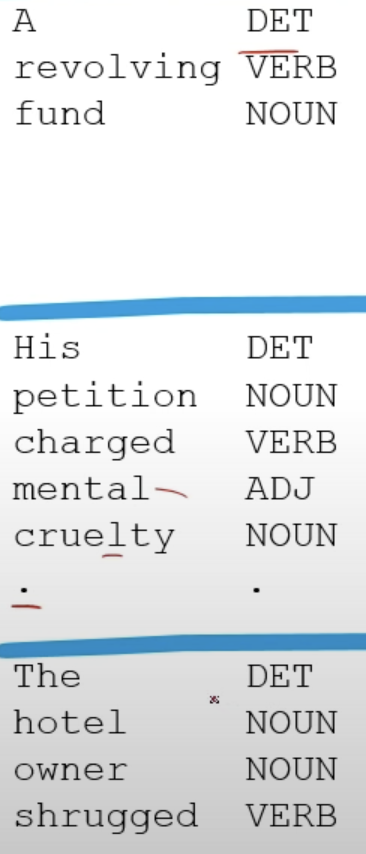 A DET
revolving VERB
fund NOUN
His DET
petition NOUN
charged VERB
mental ADJ
cruelty NOUN
. .
The DET
hotel NOUN
owner NOUN
shrugged VERB